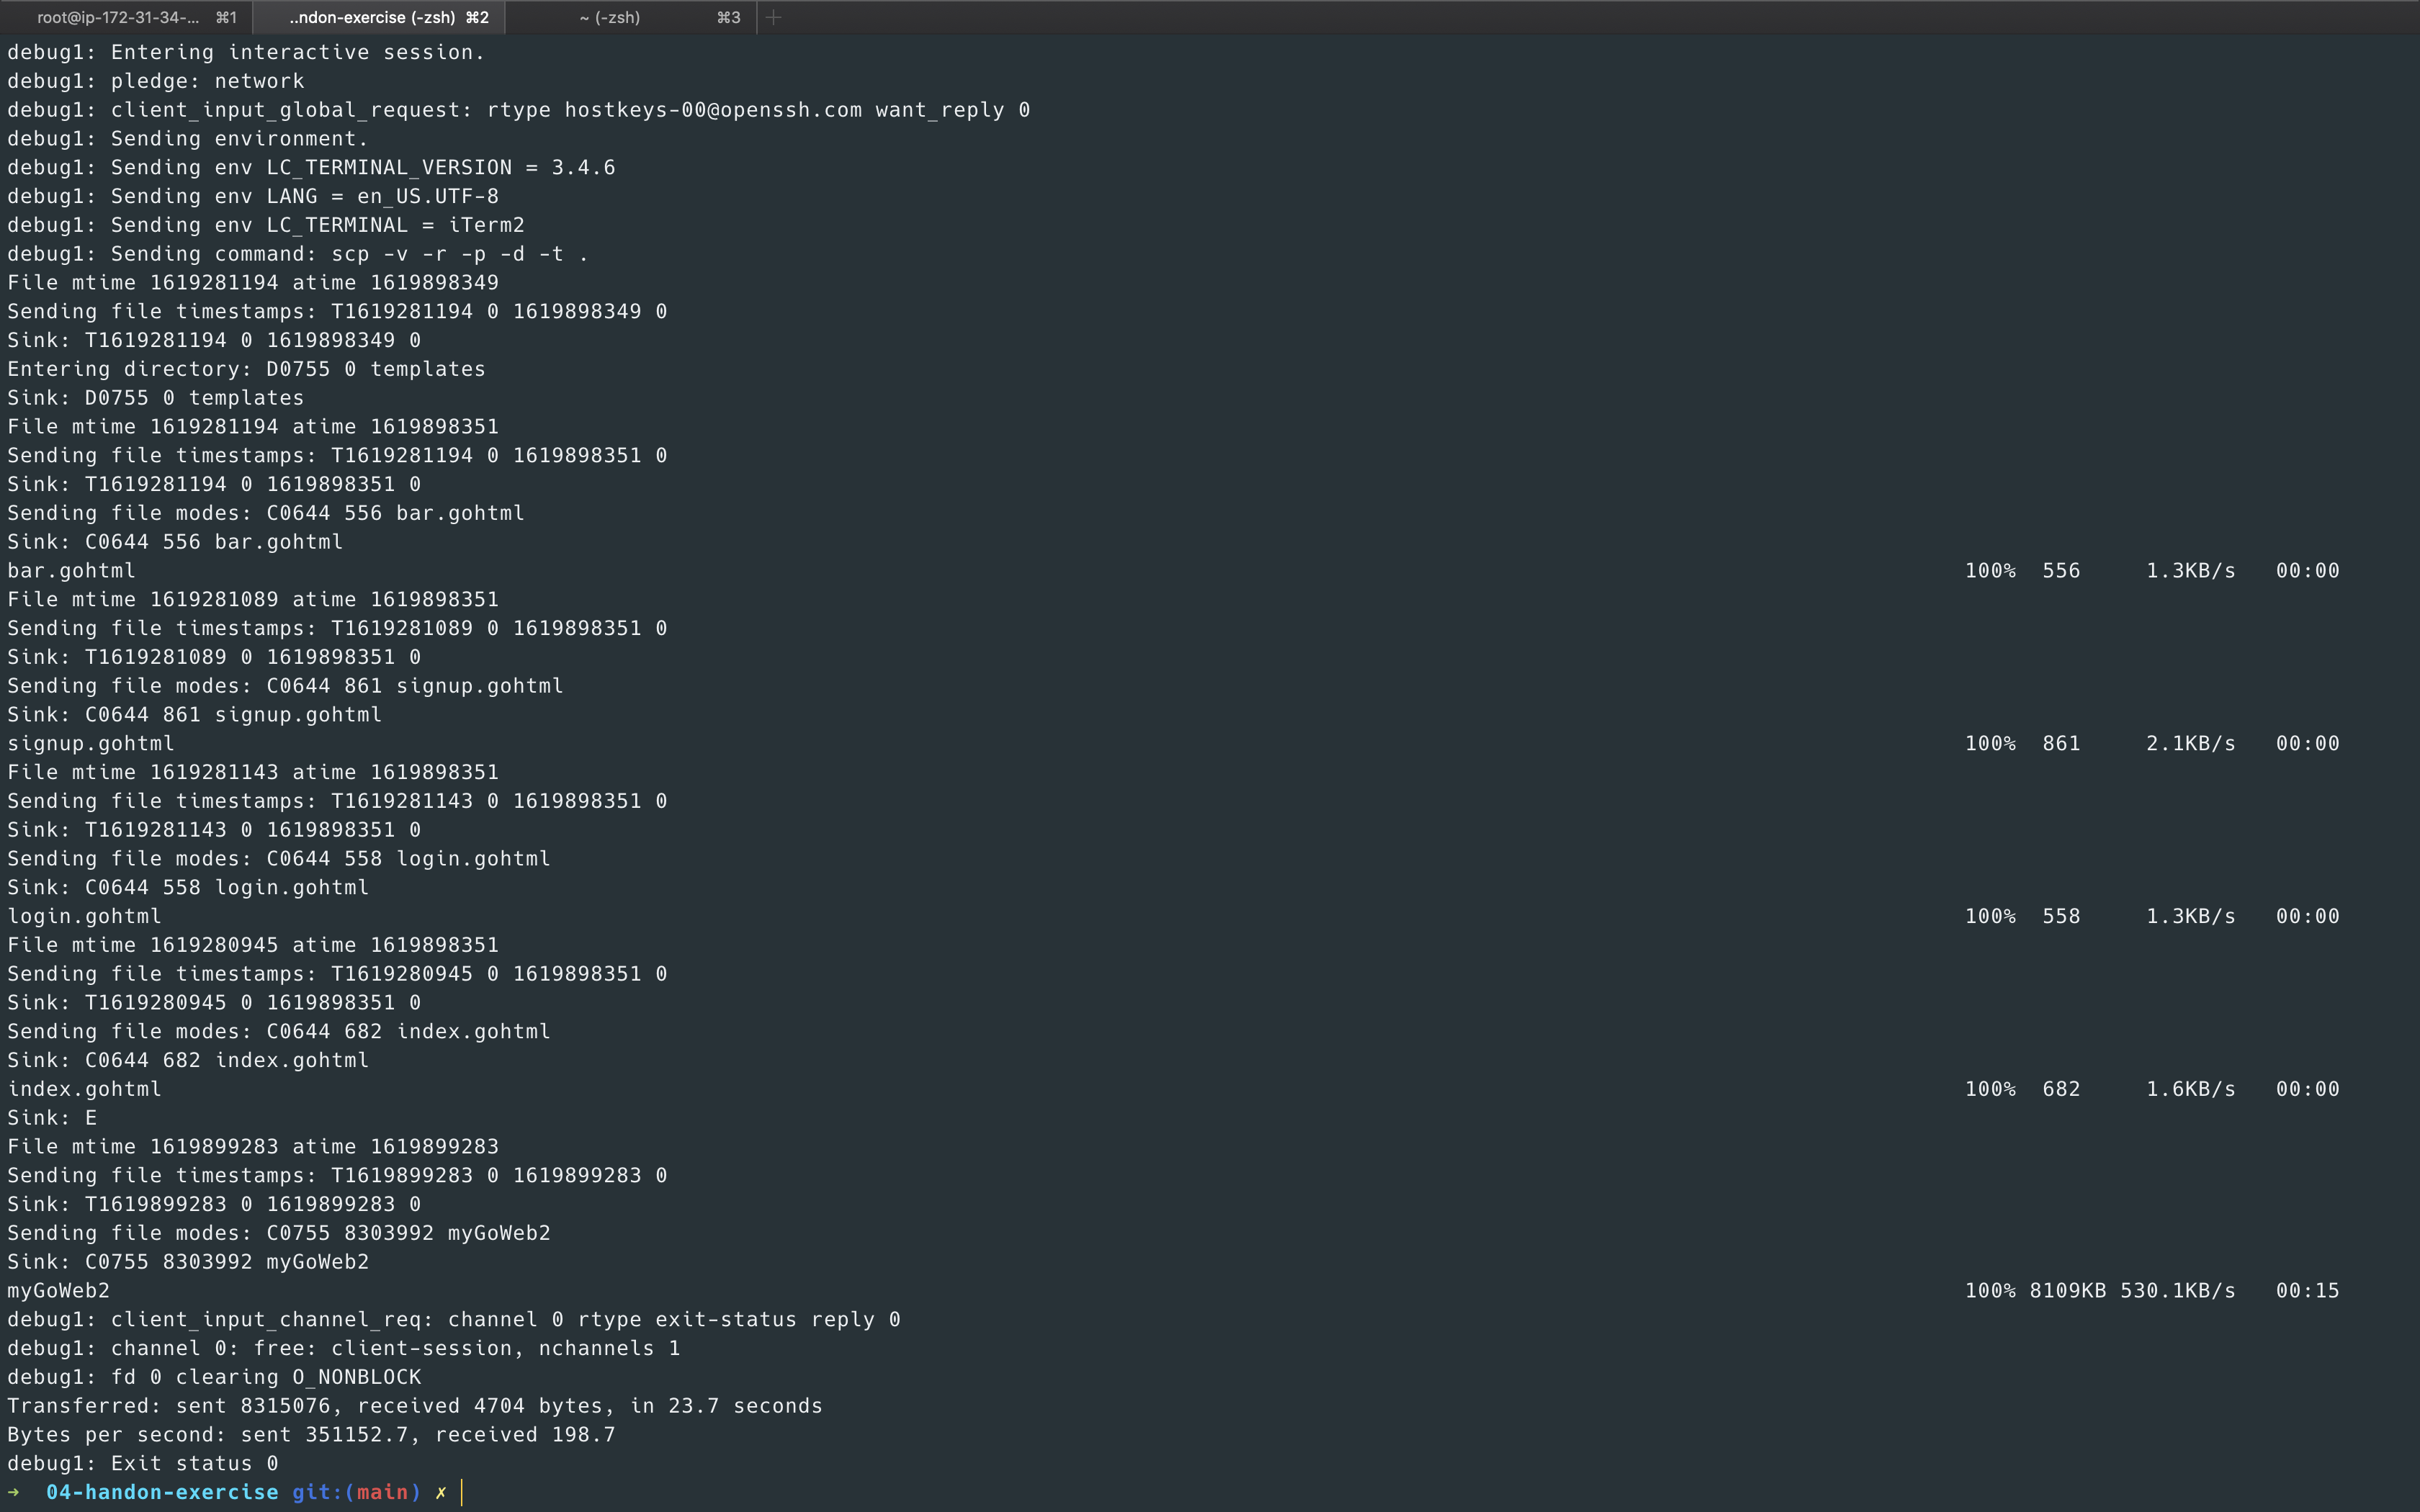 root@ip-172-31-34-... ⌘1 ..ndon-exercise (-zsh) ⌘2 ~ (-zsh) ⌘3
debug1: Entering interactive session.
debug1: pledge: network
debug1: client_input_global_request: rtype hostkeys-00@openssh.com want_reply 0
debug1: Sending environment.
debug1: Sending env LC_TERMINAL_VERSION = 3.4.6
debug1: Sending env LANG = en_US.UTF-8
debug1: Sending env LC_TERMINAL = iTerm2
debug1: Sending command: scp -v -r -p -d -t .
File mtime 1619281194 atime 1619898349
Sending file timestamps: T1619281194 0 1619898349 0
Sink: T1619281194 0 1619898349 0
Entering directory: D0755 0 templates
Sink: D0755 0 templates
File mtime 1619281194 atime 1619898351
Sending file timestamps: T1619281194 0 1619898351 0
Sink: T1619281194 0 1619898351 0
Sending file modes: C0644 556 bar.gohtml
Sink: C0644 556 bar.gohtml
bar.gohtml 100% 556 1.3KB/s 00:00
File mtime 1619281089 atime 1619898351
Sending file timestamps: T1619281089 0 1619898351 0
Sink: T1619281089 0 1619898351 0
Sending file modes: C0644 861 signup.gohtml
Sink: C0644 861 signup.gohtml
signup.gohtml 100% 861 2.1KB/s 00:00
File mtime 1619281143 atime 1619898351
Sending file timestamps: T1619281143 0 1619898351 0
Sink: T1619281143 0 1619898351 0
Sending file modes: C0644 558 login.gohtml
Sink: C0644 558 login.gohtml
login.gohtml 100% 558 1.3KB/s 00:00
File mtime 1619280945 atime 1619898351
Sending file timestamps: T1619280945 0 1619898351 0
Sink: T1619280945 0 1619898351 0
Sending file modes: C0644 682 index.gohtml
Sink: C0644 682 index.gohtml
index.gohtml 100% 682 1.6KB/s 00:00
Sink: E
File mtime 1619899283 atime 1619899283
Sending file timestamps: T1619899283 0 1619899283 0
Sink: T1619899283 0 1619899283 0
Sending file modes: C0755 8303992 myGoWeb2
Sink: C0755 8303992 myGoWeb2
myGoWeb2 100% 8109KB 530.1KB/s 00:15
debug1: client_input_channel_req: channel 0 rtype exit-status reply 0
debug1: channel 0: free: client-session, nchannels 1
debug1: fd 0 clearing O_NONBLOCK
Transferred: sent 8315076, received 4704 bytes, in 23.7 seconds
Bytes per second: sent 351152.7, received 198.7
debug1: Exit status 0
➜ 04-handon-exercise git:(main) ✗